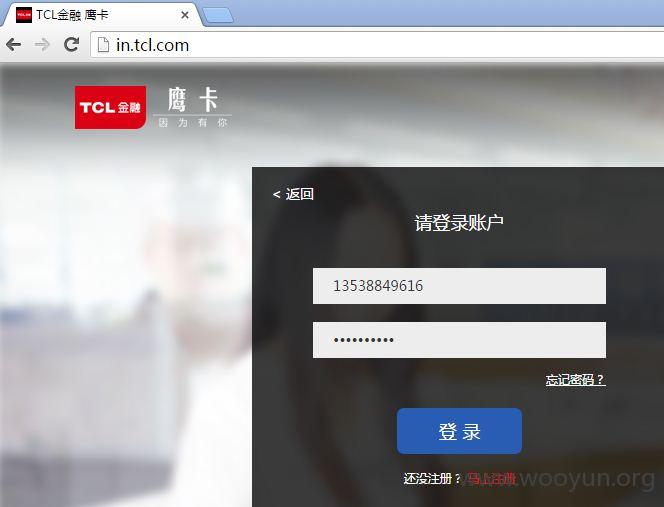 TCL金融 鹰卡
in.tcl.com
TCL金融 鹰卡
因为有你
< 返回
请登录账户
13538849616
••••••••••
忘记密码？
登 录
还没注册？ 马上注册
www.wooyun.org